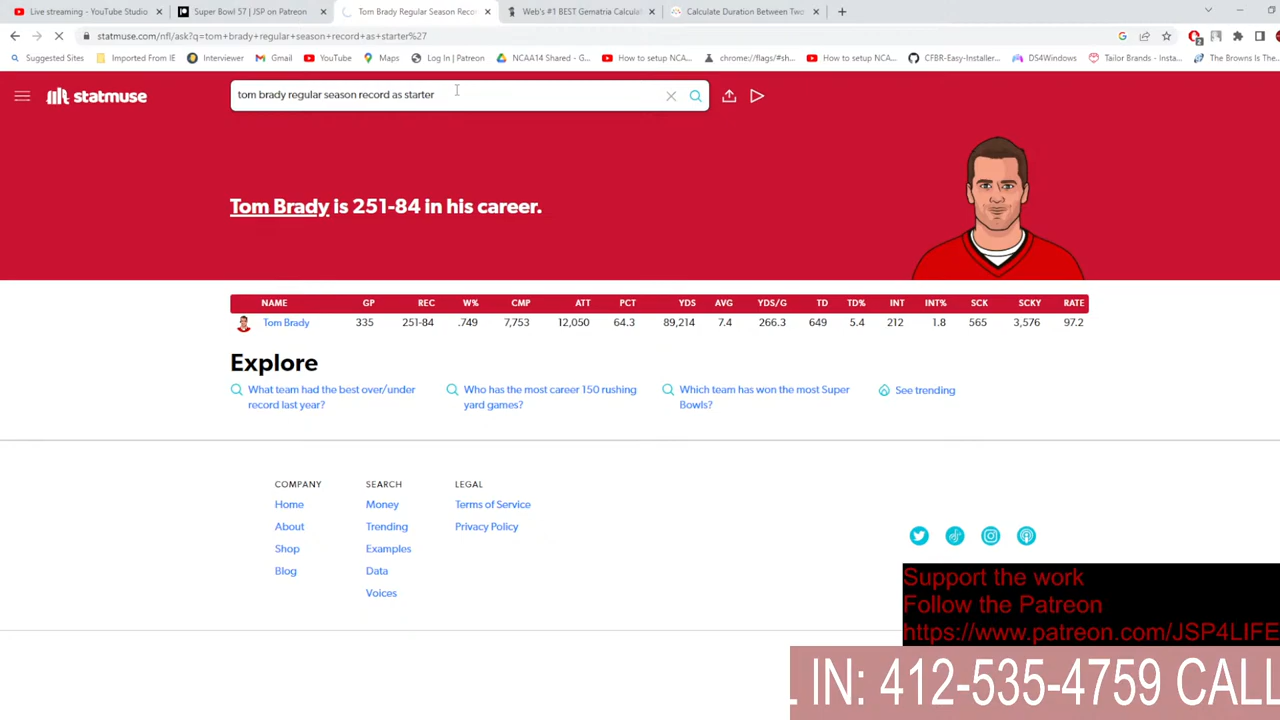 Live streaming - YouTube Studio
Super Bowl 57 | JSP on Patreon
Tom Brady Regular Season Reco
Web's #1 BEST Gematria Calcula
Calculate Duration Between Two
statmuse.com/nfl/ask?q=tom+brady+regular+season+record+as+starter%27
Suggested Sites
Imported From IE
Interviewer
Gmail
YouTube
Maps
Log In | Patreon
NCAA14 Shared - G...
How to setup NCA...
chrome://flags/#sh...
How to setup NCA...
CFBR-Easy-Installer...
DS4Windows
Tailor Brands - Insta...
The Browns Is The...
statmuse
tom brady regular season record as starter
Tom Brady is 251-84 in his career.
NAME GP REC W% CMP ATT PCT YDS AVG YDS/G TD TD% INT INT% SCK SCKY RATE
Tom Brady 335 251-84 .749 7,753 12,050 64.3 89,214 7.4 266.3 649 5.4 212 1.8 565 3,576 97.2
Explore
What team had the best over/under
record last year?
Who has the most career 150 rushing
yard games?
Which team has won the most Super
Bowls?
See trending
COMPANY SEARCH LEGAL
Home Money Terms of Service
About Trending Privacy Policy
Shop Examples
Blog Data
Voices
Support the work
Follow the Patreon
https://www.patreon.com/JSP4LIFE
L IN: 412-535-4759 CALL